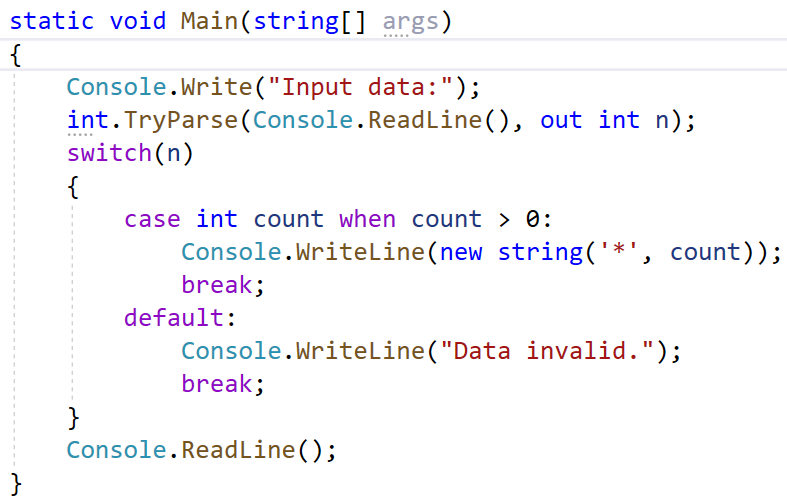 static void Main(string[] args)
{
    Console.Write("Input data:");
    int.TryParse(Console.ReadLine(), out int n);
    switch(n)
    {
        case int count when count > 0:
            Console.WriteLine(new string('*', count));
            break;
        default:
            Console.WriteLine("Data invalid.");
            break;
    }
    Console.ReadLine();
}